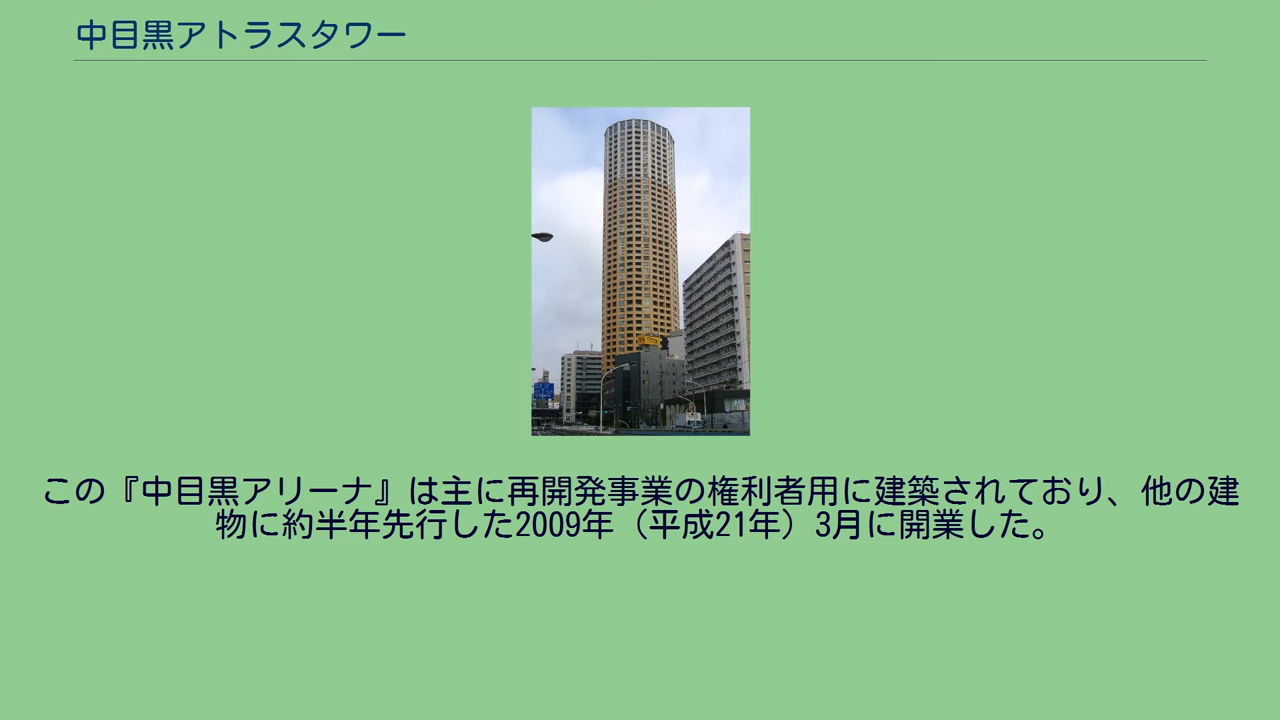 中目黒アトラスタワー
この『中目黒アリーナ』は主に再開発事業の権利者用に建築されており、他の建
物に約半年先行した2009年（平成21年）3月に開業した。